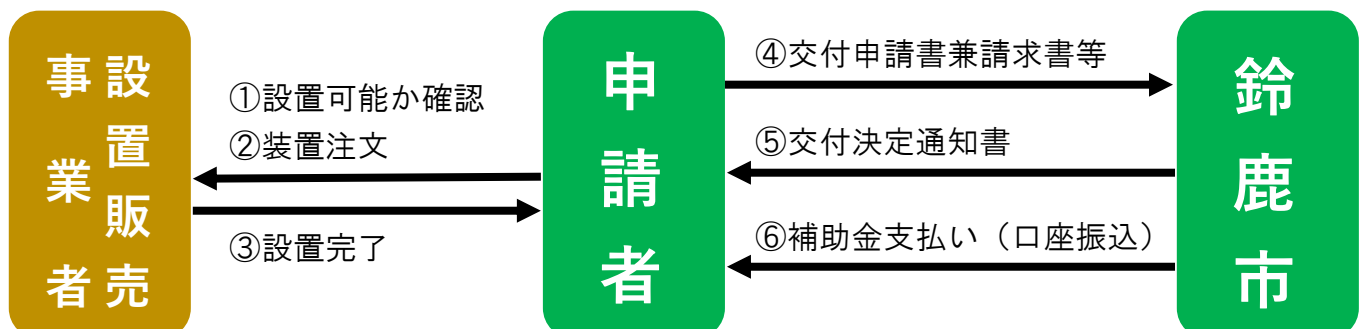 設置販売
事業者
①設置可能か確認
②装置注文
③設置完了
申請者
④交付申請書兼請求書等
⑤交付決定通知書
⑥補助金支払い（口座振込）
鈴鹿市